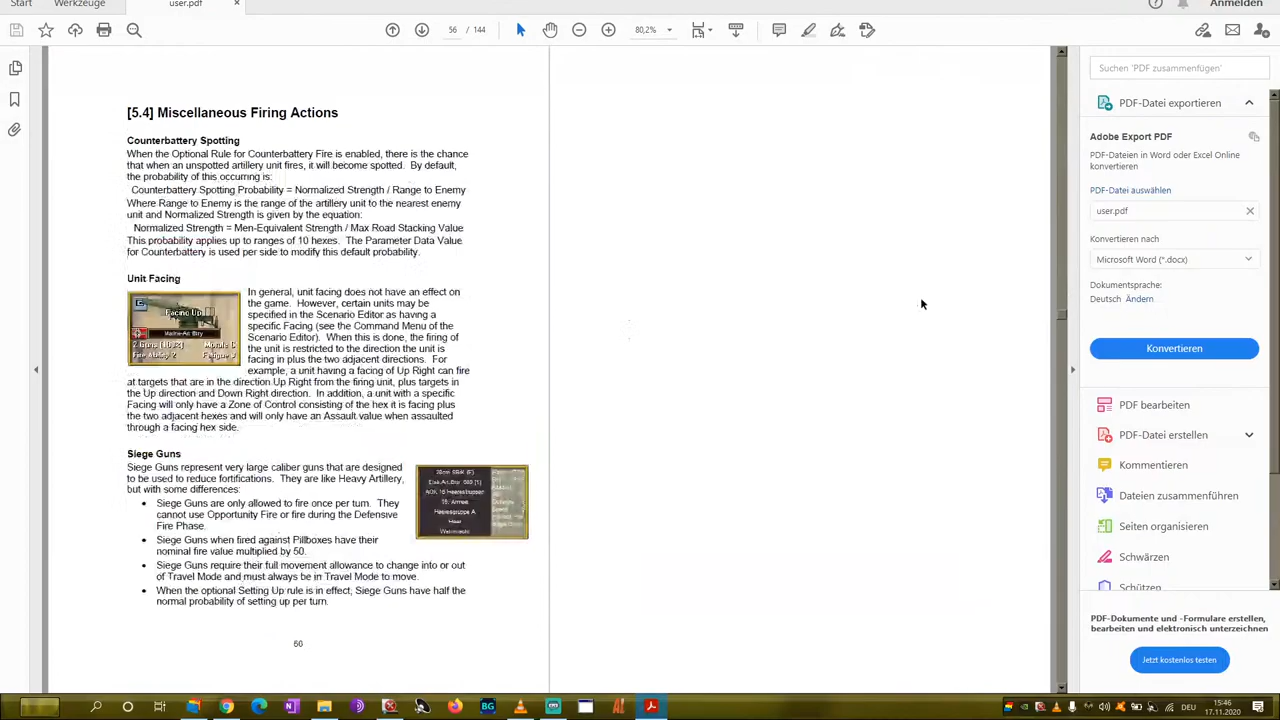 Start
Werkzeuge
user.pdf
×
Anmelden
56 / 144
80,2%
[5.4] Miscellaneous Firing Actions
Counterbattery Spotting
When the Optional Rule for Counterbattery Fire is enabled, there is the chance
that when an unspotted artillery unit fires, it will become spotted. By default,
the probability of this occurring is:
Counterbattery Spotting Probability = Normalized Strength / Range to Enemy
Where Range to Enemy is the range of the artillery unit to the nearest enemy
unit and Normalized Strength is given by the equation:
Normalized Strength = Men-Equivalent Strength / Max Road Stacking Value
This probability applies up to ranges of 10 hexes. The Parameter Data Value
for Counterbattery is used per side to modify this default probability.
Unit Facing
Facing Up
In general, unit facing does not have an effect on
the game. However, certain units may be
specified in the Scenario Editor as having a
specific Facing (see the Command Menu of the
Scenario Editor). When this is done, the firing of
the unit is restricted to the direction the unit is
facing in plus the two adjacent directions. For
example, a unit having a facing of Up Right can fire
at targets that are in the direction Up Right from the firing unit, plus targets in
the Up direction and Down Right direction. In addition, a unit with a specific
Facing will only have a Zone of Control consisting of the hex it is facing plus
the two adjacent hexes and will only have an Assault value when assaulted
through a facing hex side.
Siege Guns
Siege Guns represent very large caliber guns that are designed
to be used to reduce fortifications. They are like Heavy Artillery,
but with some differences:
• Siege Guns are only allowed to fire once per turn. They
cannot use Opportunity Fire or fire during the Defensive
Fire Phase.
• Siege Guns when fired against Pillboxes have their
nominal fire value multiplied by 50.
• Siege Guns require their full movement allowance to change into or out
of Travel Mode and must always be in Travel Mode to move.
• When the optional Setting Up rule is in effect, Siege Guns have half the
normal probability of setting up per turn.
Heeresgruppe A
Wehrmacht
Suchen 'PDF zusammenfügen'
PDF-Datei exportieren
Adobe Export PDF
PDF-Dateien in Word oder Excel Online
konvertieren
PDF-Datei auswählen
user.pdf
Konvertieren nach
Microsoft Word (*.docx)
Dokumentsprache:
Deutsch Ändern
Konvertieren
PDF bearbeiten
PDF-Datei erstellen
Kommentieren
Dateien zusammenführen
Seiten organisieren
Schwärzen
Schützen
PDF-Dokumente und -Formulare erstellen,
bearbeiten und elektronisch unterzeichnen
Jetzt kostenlos testen
BG
DEU
15:46
17.11.2020